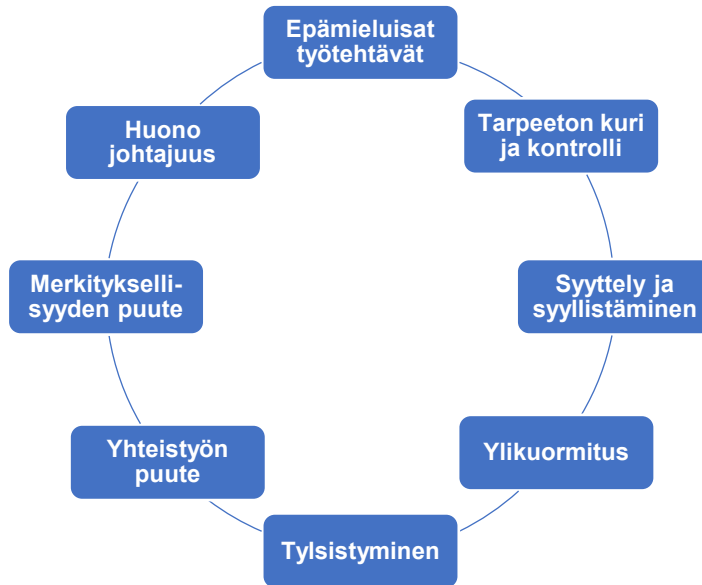 Epämieluisat
työtehtävät
Tarpeeton kuri
ja kontrolli
Syyttely ja
syyllistäminen
Ylikuormitus
Tylsistyminen
Yhteistyön
puute
Merkitykselli-
syyden puute
Huono
johtajuus